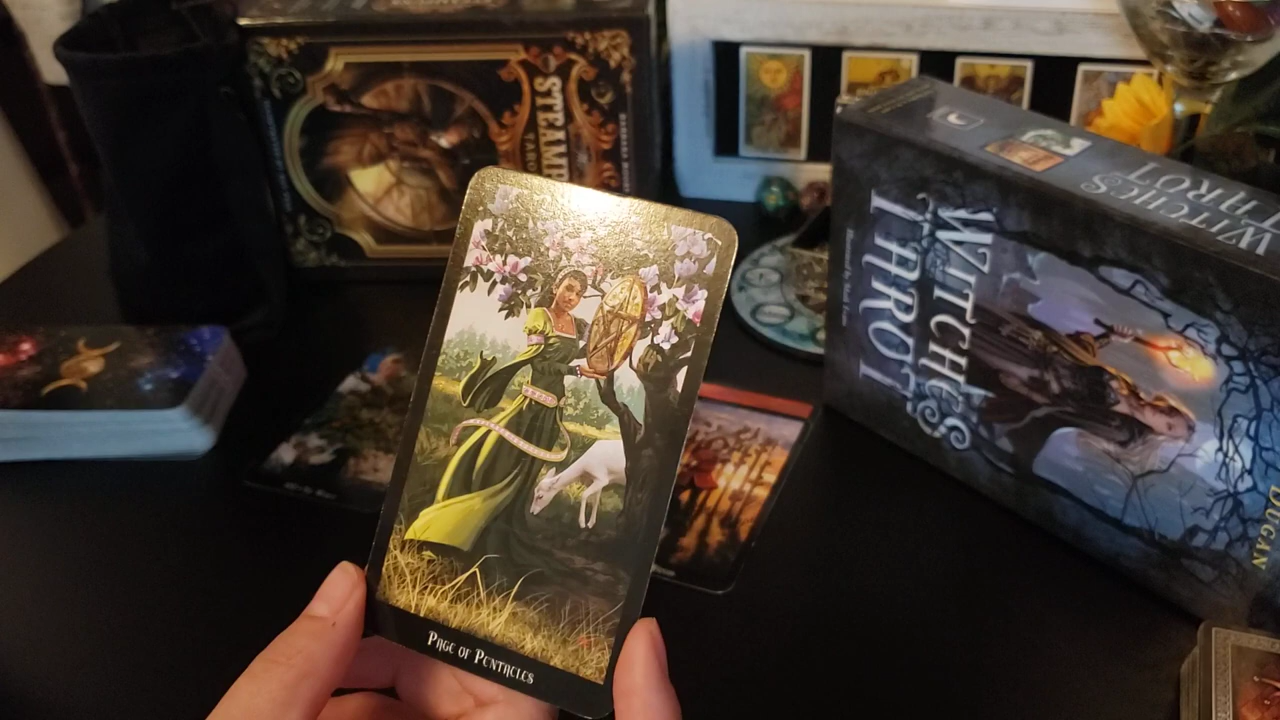 STEAMP
TAROT
WITCHES
TAROT
WITCHES
TAROT
DUGAN
PAGE OF PENTACLES